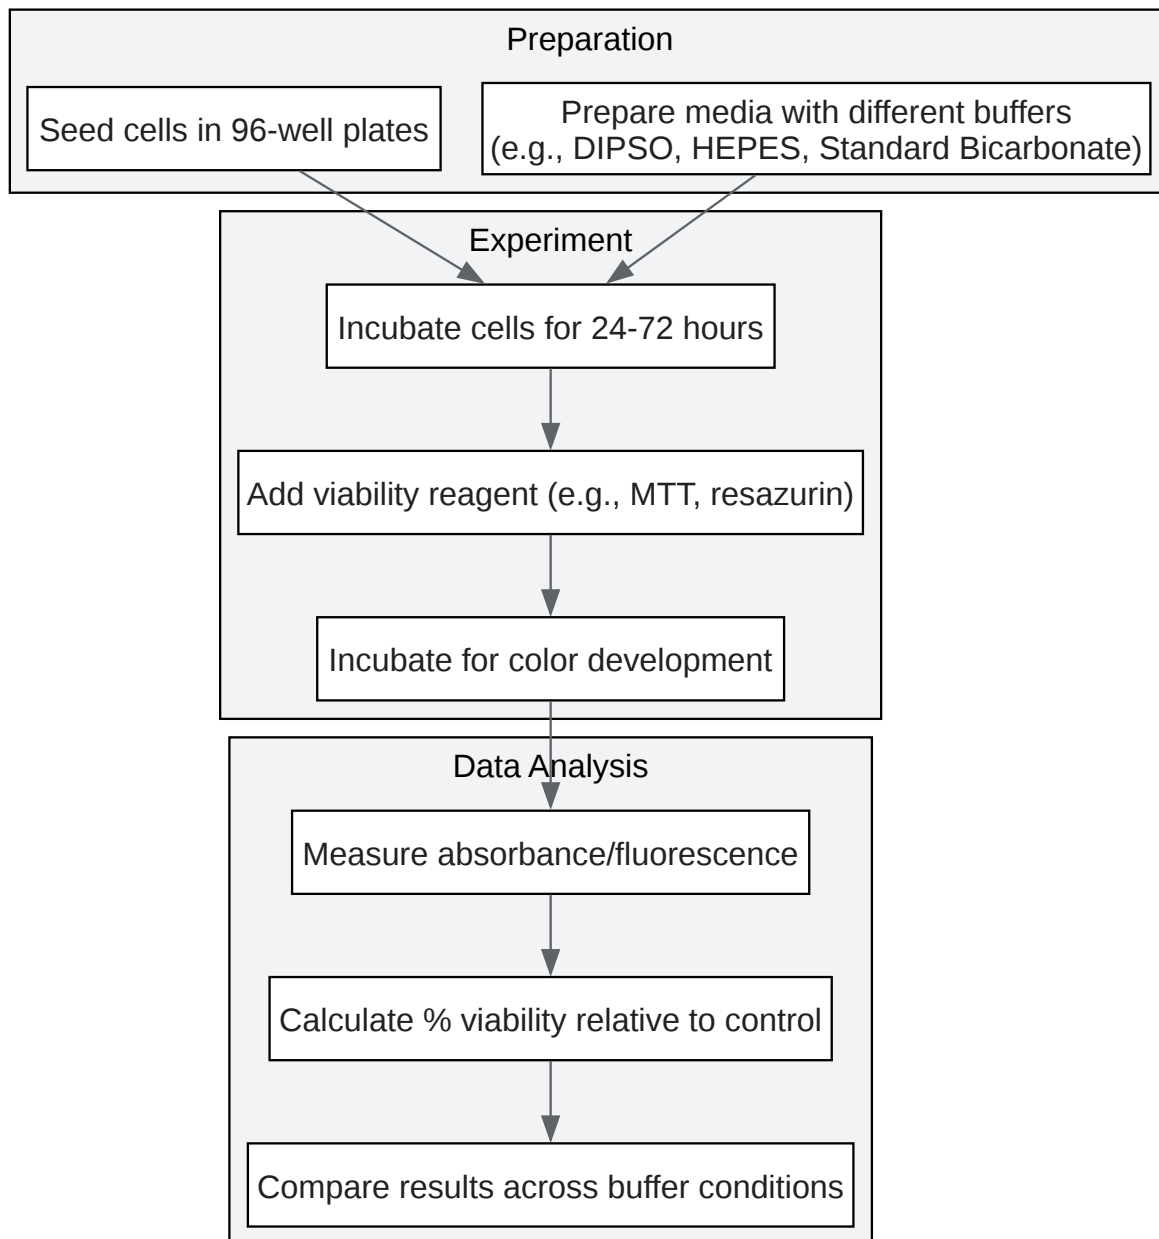 Preparation
Seed cells in 96-well plates
Prepare media with different buffers
(e.g., DIPSO, HEPES, Standard Bicarbonate)
Experiment
Incubate cells for 24-72 hours
Add viability reagent (e.g., MTT, resazurin)
Incubate for color development
Data Analysis
Measure absorbance/fluorescence
Calculate % viability relative to control
Compare results across buffer conditions